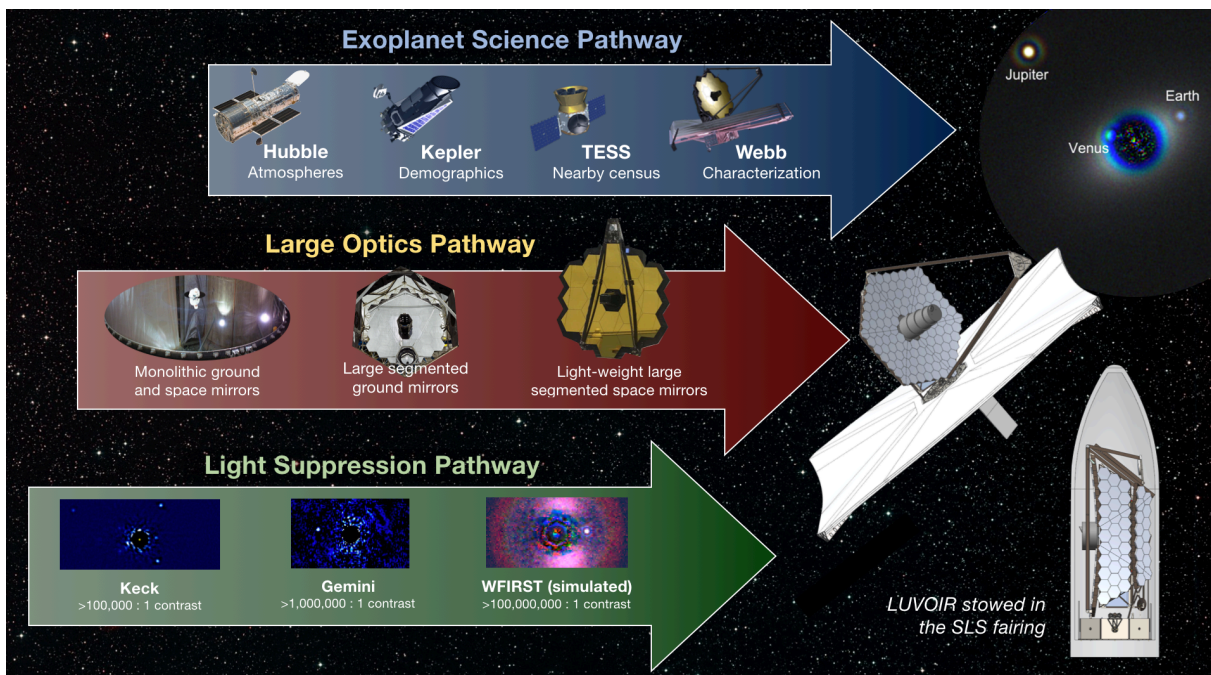 Exoplanet Science Pathway
Hubble
Atmospheres
Kepler
Demographics
TESS
Nearby census
Webb
Characterization
Jupiter
Earth
Venus
Large Optics Pathway
Monolithic ground
and space mirrors
Large segmented
ground mirrors
Light-weight large
segmented space mirrors
Light Suppression Pathway
Keck
>100,000 : 1 contrast
Gemini
>1,000,000 : 1 contrast
WFIRST (simulated)
>100,000,000 : 1 contrast
LUVOIR stowed in
the SLS fairing